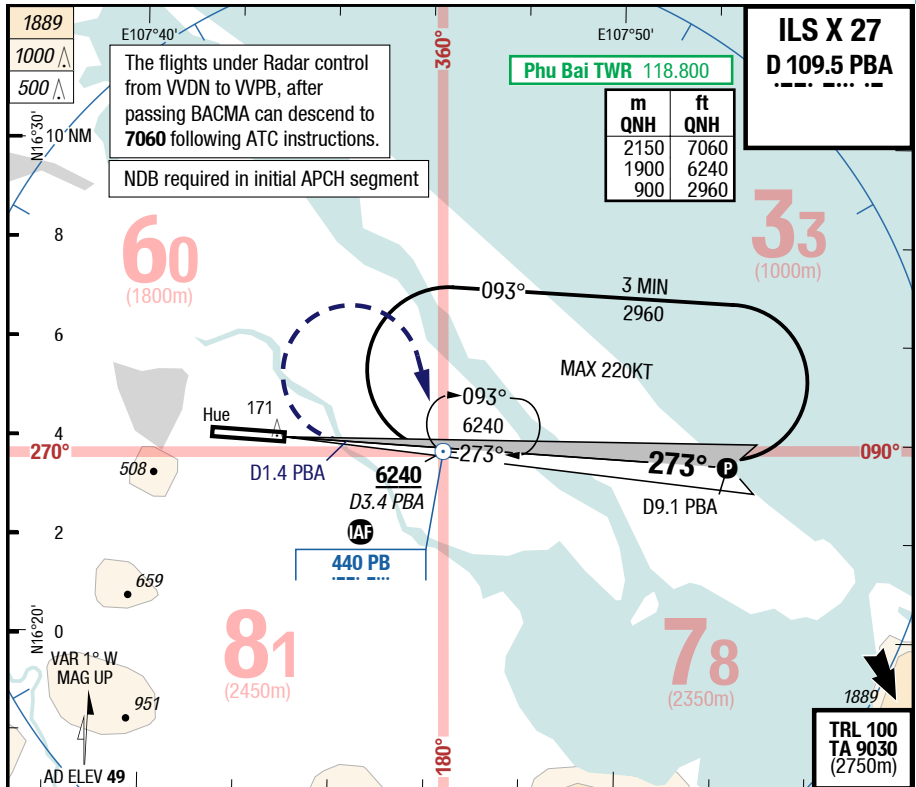 1889
1000
500
E107°40'
360°
E107°50'
ILS X 27
D 109.5 PBA
The flights under Radar control
from VVDN to VVPB, after
passing BACMA can descend to
7060 following ATC instructions.
NDB required in initial APCH segment
Phu Bai TWR 118.800
m ft
QNH QNH
2150 7060
1900 6240
900 2960
N16°30'
10 NM
8
60
(1800m)
33
(1000m)
093°
3 MIN
2960
6
MAX 220KT
093°
6240
Hue
171
4
270°
273°
273°
P
090°
D1.4 PBA
6240
D3.4 PBA
D9.1 PBA
508
IAF
2
440 PB
659
N16°20'
0
81
(2450m)
78
(2350m)
VAR 1° W
MAG UP
951
1889
180°
TRL 100
TA 9030
(2750m)
AD ELEV 49